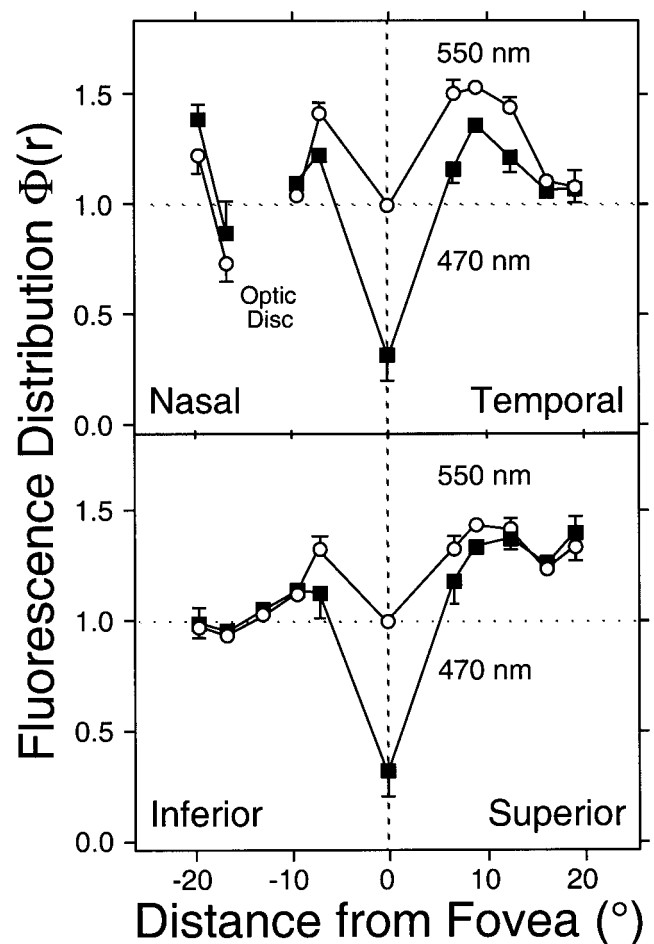 Fluorescence Distribution Φ(r)
1.5
1.0
0.5
0.0
550 nm
470 nm
Optic
Disc
Nasal
Temporal
1.5
1.0
0.5
0.0
550 nm
470 nm
Inferior
Superior
-20
-10
0
10
20
Distance from Fovea (°)